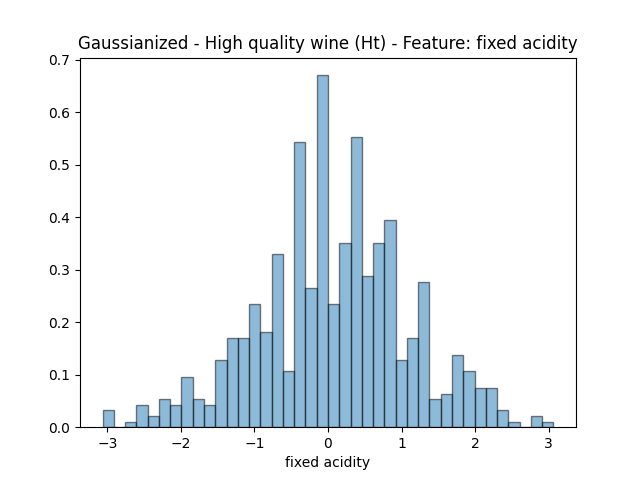 Gaussianized - High quality wine (Ht) - Feature: fixed acidity
0.7
0.6
0.5
0.4
0.3
0.2
0.1
0.0
−3 −2 −1 0 1 2 3
fixed acidity